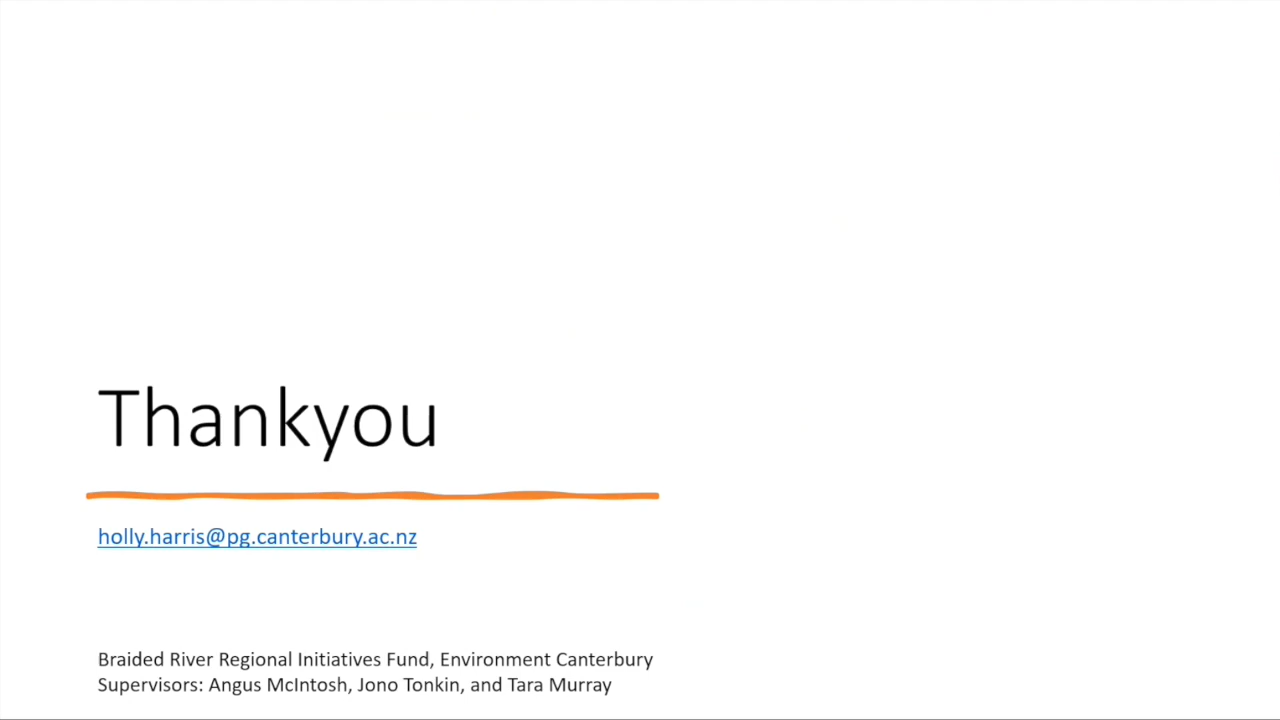 Thankyou
holly.harris@pg.canterbury.ac.nz
Braided River Regional Initiatives Fund, Environment Canterbury
Supervisors: Angus McIntosh, Jono Tonkin, and Tara Murray